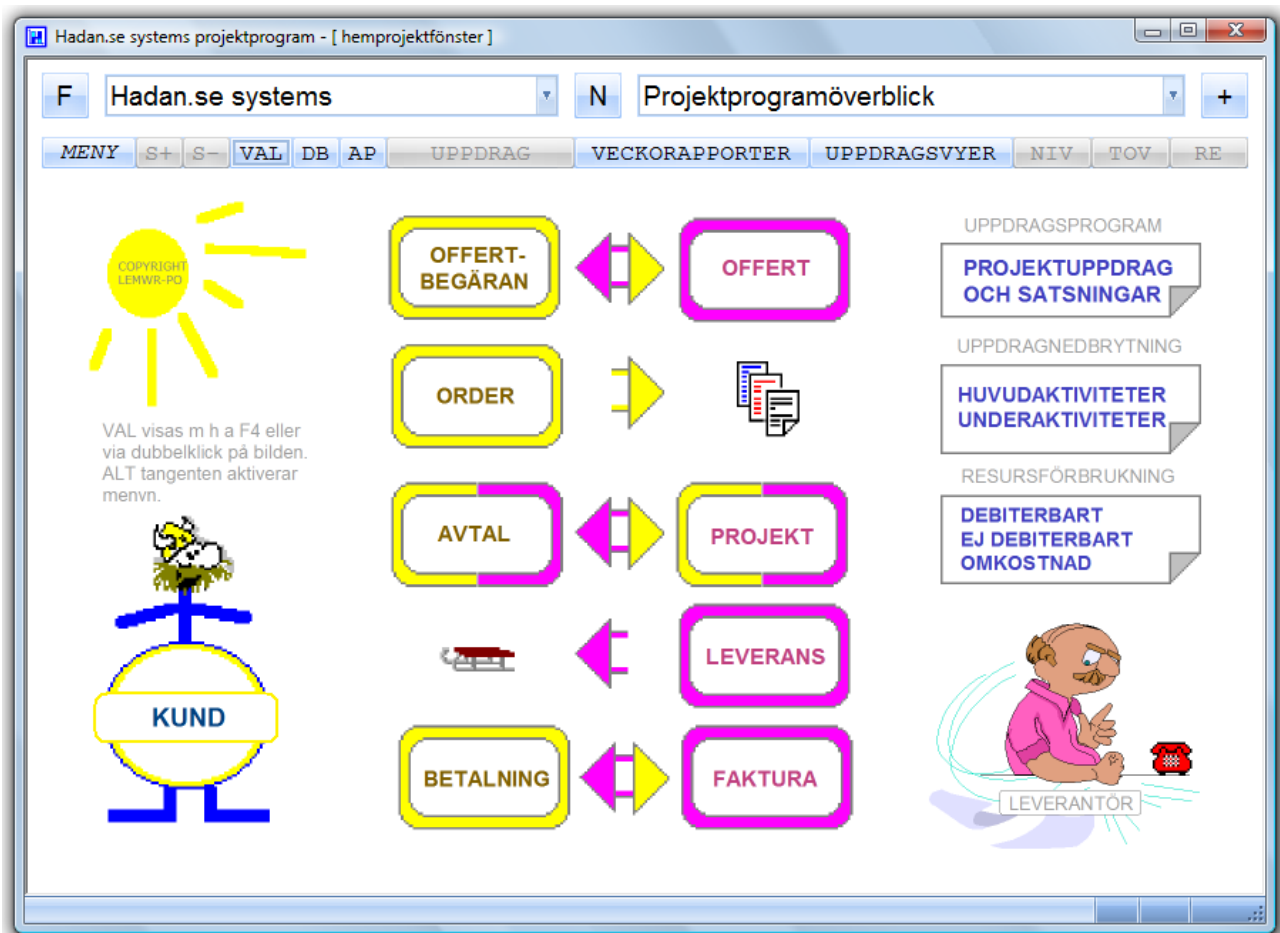 Hadan.se systems projektprogram - [ hemprojektfönster ]
F Hadan.se systems N Projektprogramöverblick +
MENY S+ S- VAL DB AP UPPDRAG VECKORAPPORTER UPPDRAGSVYER NIV TOV RE
COPYRIGHT
LEMWR-PO
VAL visas m h a F4 eller
via dubbelklick på bilden.
ALT tangenten aktiverar
menyn.
KUND
OFFERT-
BEGÄRAN
OFFERT
ORDER
AVTAL
PROJEKT
LEVERANS
BETALNING
FAKTURA
UPPDRAGSPROGRAM
PROJEKTUPPDRAG
OCH SATSNINGAR
UPPDRAGNEDBRYTNING
HUVUDAKTIVITETER
UNDERAKTIVITETER
RESURSFÖRBRUKNING
DEBITERBART
EJ DEBITERBART
OMKOSTNAD
LEVERANTÖR